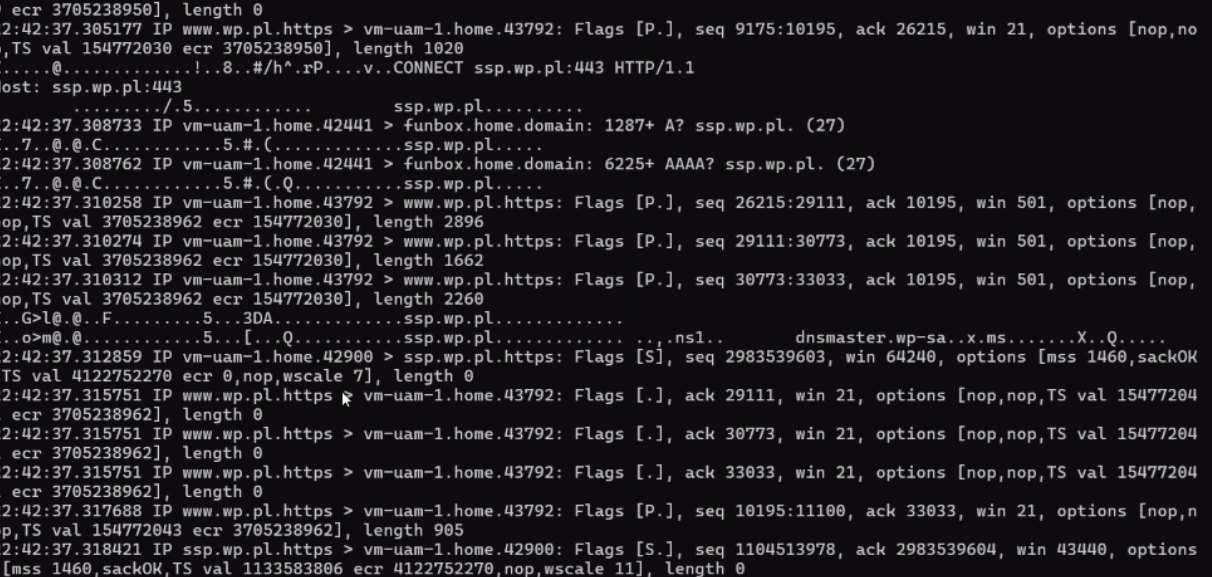 ecr 3705238950], length 0
2:42:37.305177 IP www.wp.pl.https > vm-uam-1.home.43792: Flags [P.], seq 9175:10195, ack 26215, win 21, options [nop,no
,TS val 154772030 ecr 3705238950], length 1020
.....@.............!..8..#/h^.rP....v..CONNECT ssp.wp.pl:443 HTTP/1.1
ost: ssp.wp.pl:443
........./.5............ ssp.wp.pl..........
2:42:37.308733 IP vm-uam-1.home.42441 > funbox.home.domain: 1287+ A? ssp.wp.pl. (27)
..7..@.@.C............5.#.(............ssp.wp.pl.....
2:42:37.308762 IP vm-uam-1.home.42441 > funbox.home.domain: 6225+ AAAA? ssp.wp.pl. (27)
..7..@.@.C............5.#.(.Q..........ssp.wp.pl.....
2:42:37.310258 IP vm-uam-1.home.43792 > www.wp.pl.https: Flags [P.], seq 26215:29111, ack 10195, win 501, options [nop,
op,TS val 3705238962 ecr 154772030], length 2896
2:42:37.310274 IP vm-uam-1.home.43792 > www.wp.pl.https: Flags [P.], seq 29111:30773, ack 10195, win 501, options [nop,
op,TS val 3705238962 ecr 154772030], length 1662
2:42:37.310312 IP vm-uam-1.home.43792 > www.wp.pl.https: Flags [P.], seq 30773:33033, ack 10195, win 501, options [nop,
op,TS val 3705238962 ecr 154772030], length 2260
..G>l@.@..F.........5...3DA.............ssp.wp.pl.............
..o>m@.@............5...[...Q...........ssp.wp.pl............. ..,.ns1.. dnsmaster.wp-sa..x.ms.......X..Q.....
2:42:37.312859 IP vm-uam-1.home.42900 > ssp.wp.pl.https: Flags [S], seq 2983539603, win 64240, options [mss 1460,sackOK
TS val 4122752270 ecr 0,nop,wscale 7], length 0
2:42:37.315751 IP www.wp.pl.https > vm-uam-1.home.43792: Flags [.], ack 29111, win 21, options [nop,nop,TS val 15477204
ecr 3705238962], length 0
2:42:37.315751 IP www.wp.pl.https > vm-uam-1.home.43792: Flags [.], ack 30773, win 21, options [nop,nop,TS val 15477204
ecr 3705238962], length 0
2:42:37.315751 IP www.wp.pl.https > vm-uam-1.home.43792: Flags [.], ack 33033, win 21, options [nop,nop,TS val 15477204
ecr 3705238962], length 0
2:42:37.317688 IP www.wp.pl.https > vm-uam-1.home.43792: Flags [P.], seq 10195:11100, ack 33033, win 21, options [nop,n
op,TS val 154772043 ecr 3705238962], length 905
2:42:37.318421 IP ssp.wp.pl.https > vm-uam-1.home.42900: Flags [S.], seq 1104513978, ack 2983539604, win 43440, options
[mss 1460,sackOK,TS val 1133583806 ecr 4122752270,nop,wscale 11], length 0